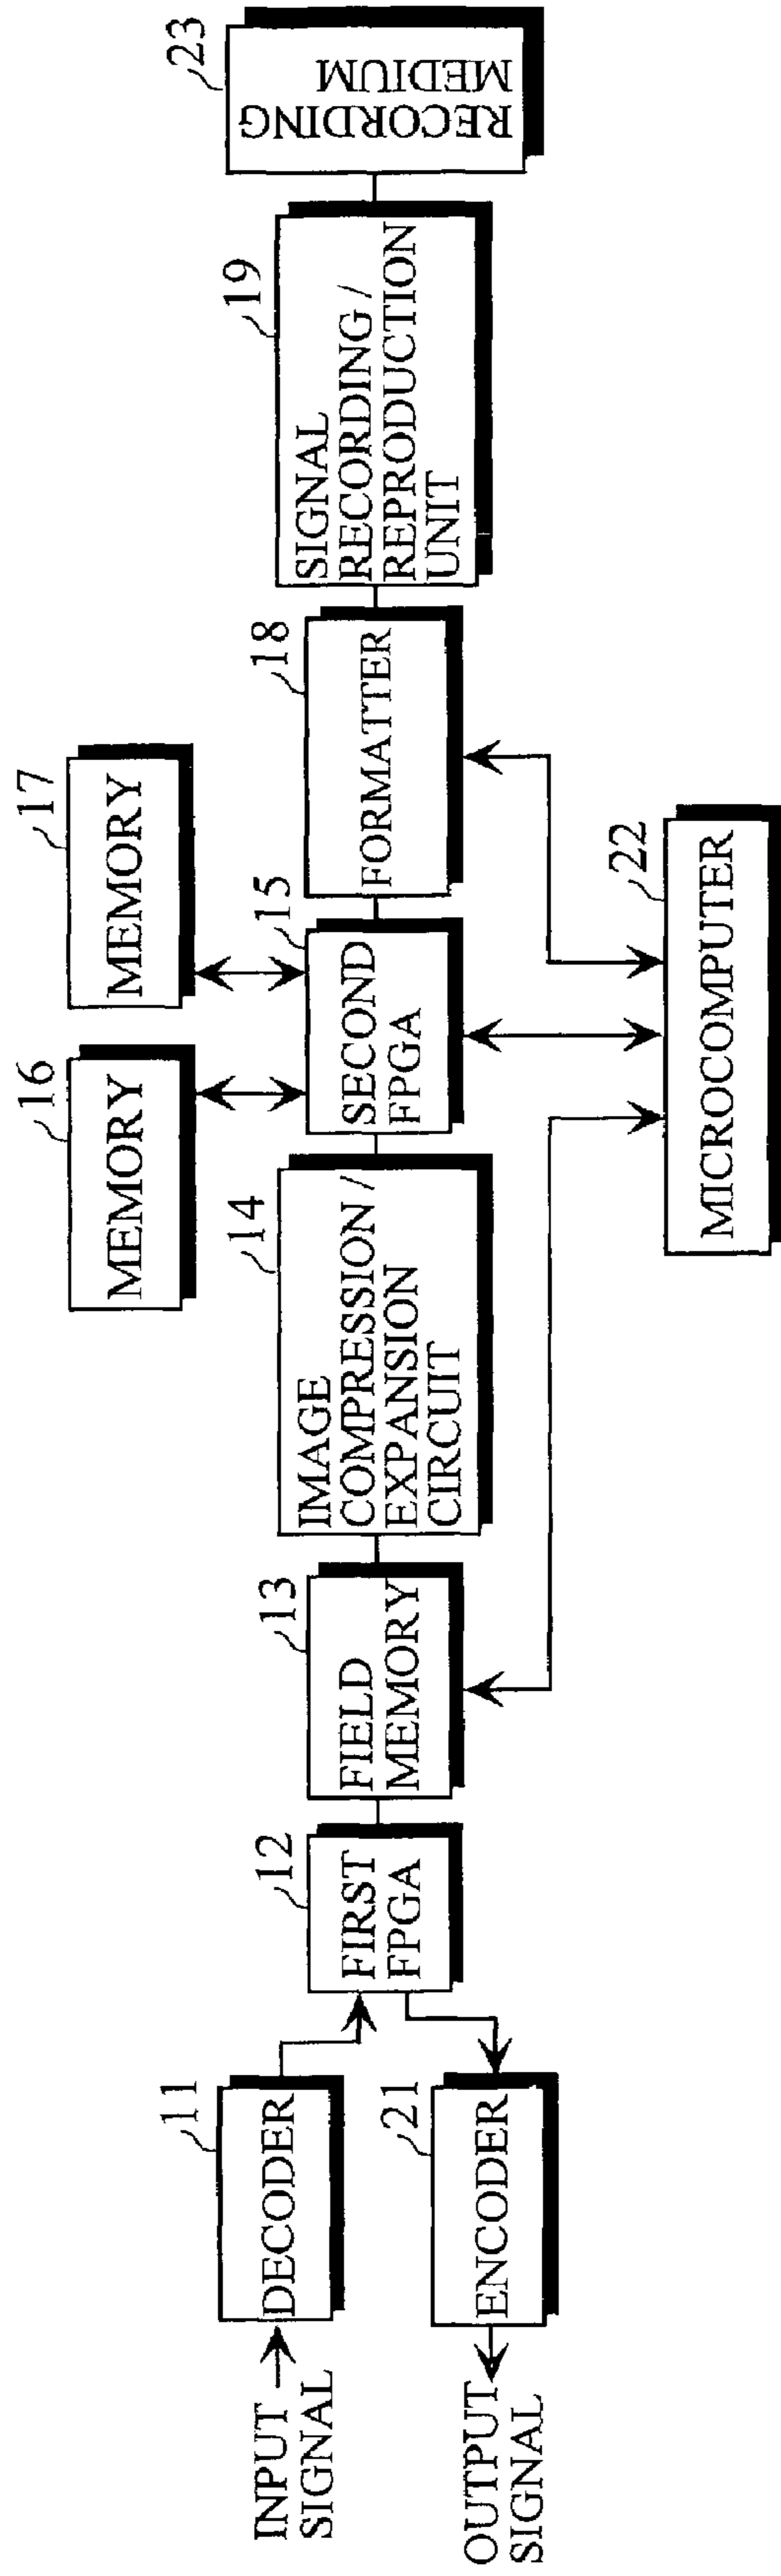 INPUT
SIGNAL
11
DECODER
OUTPUT
SIGNAL
21
ENCODER
12
FIRST
FPGA
13
FIELD
MEMORY
14
IMAGE
COMPRESSION /
EXPANSION
CIRCUIT
16
MEMORY
17
MEMORY
15
SECOND
FPGA
22
MICROCOMPUTER
18
FORMATTER
19
SIGNAL
RECORDING /
REPRODUCTION
UNIT
23
RECORDING
MEDIUM